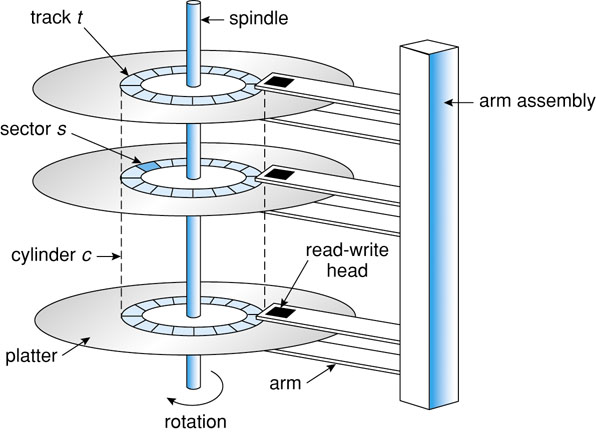 track t
spindle
arm assembly
sector s
cylinder c
read-write
head
platter
arm
rotation